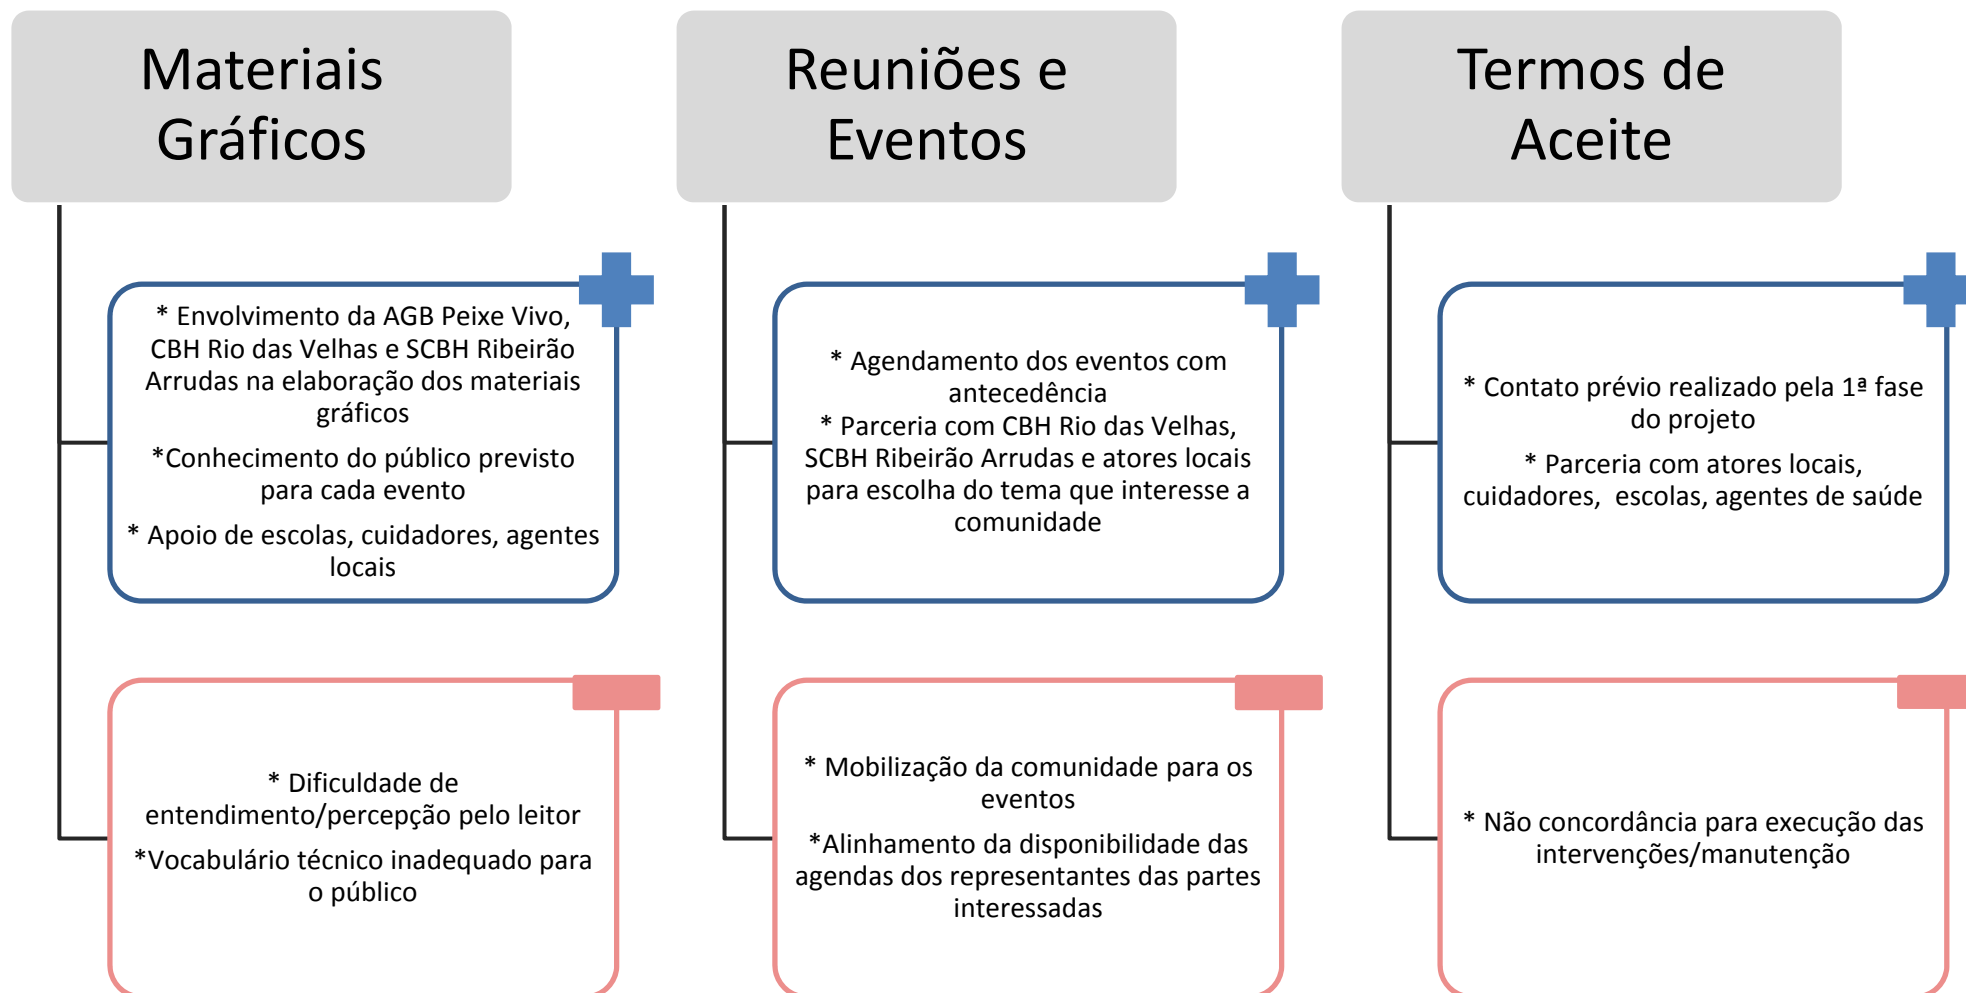 Materiais
Gráficos
* Envolvimento da AGB Peixe Vivo,
CBH Rio das Velhas e SCBH Ribeirão
Arrudas na elaboração dos materiais
gráficos
*Conhecimento do público previsto
para cada evento
* Apoio de escolas, cuidadores, agentes
locais
* Dificuldade de
entendimento/percepção pelo leitor
*Vocabulário técnico inadequado para
o público
Reuniões e
Eventos
* Agendamento dos eventos com
antecedência
* Parceria com CBH Rio das Velhas,
SCBH Ribeirão Arrudas e atores locais
para escolha do tema que interesse a
comunidade
* Mobilização da comunidade para os
eventos
*Alinhamento da disponibilidade das
agendas dos representantes das partes
interessadas
Termos de
Aceite
* Contato prévio realizado pela 1ª fase
do projeto
* Parceria com atores locais,
cuidadores,  escolas, agentes de saúde
* Não concordância para execução das
intervenções/manutenção